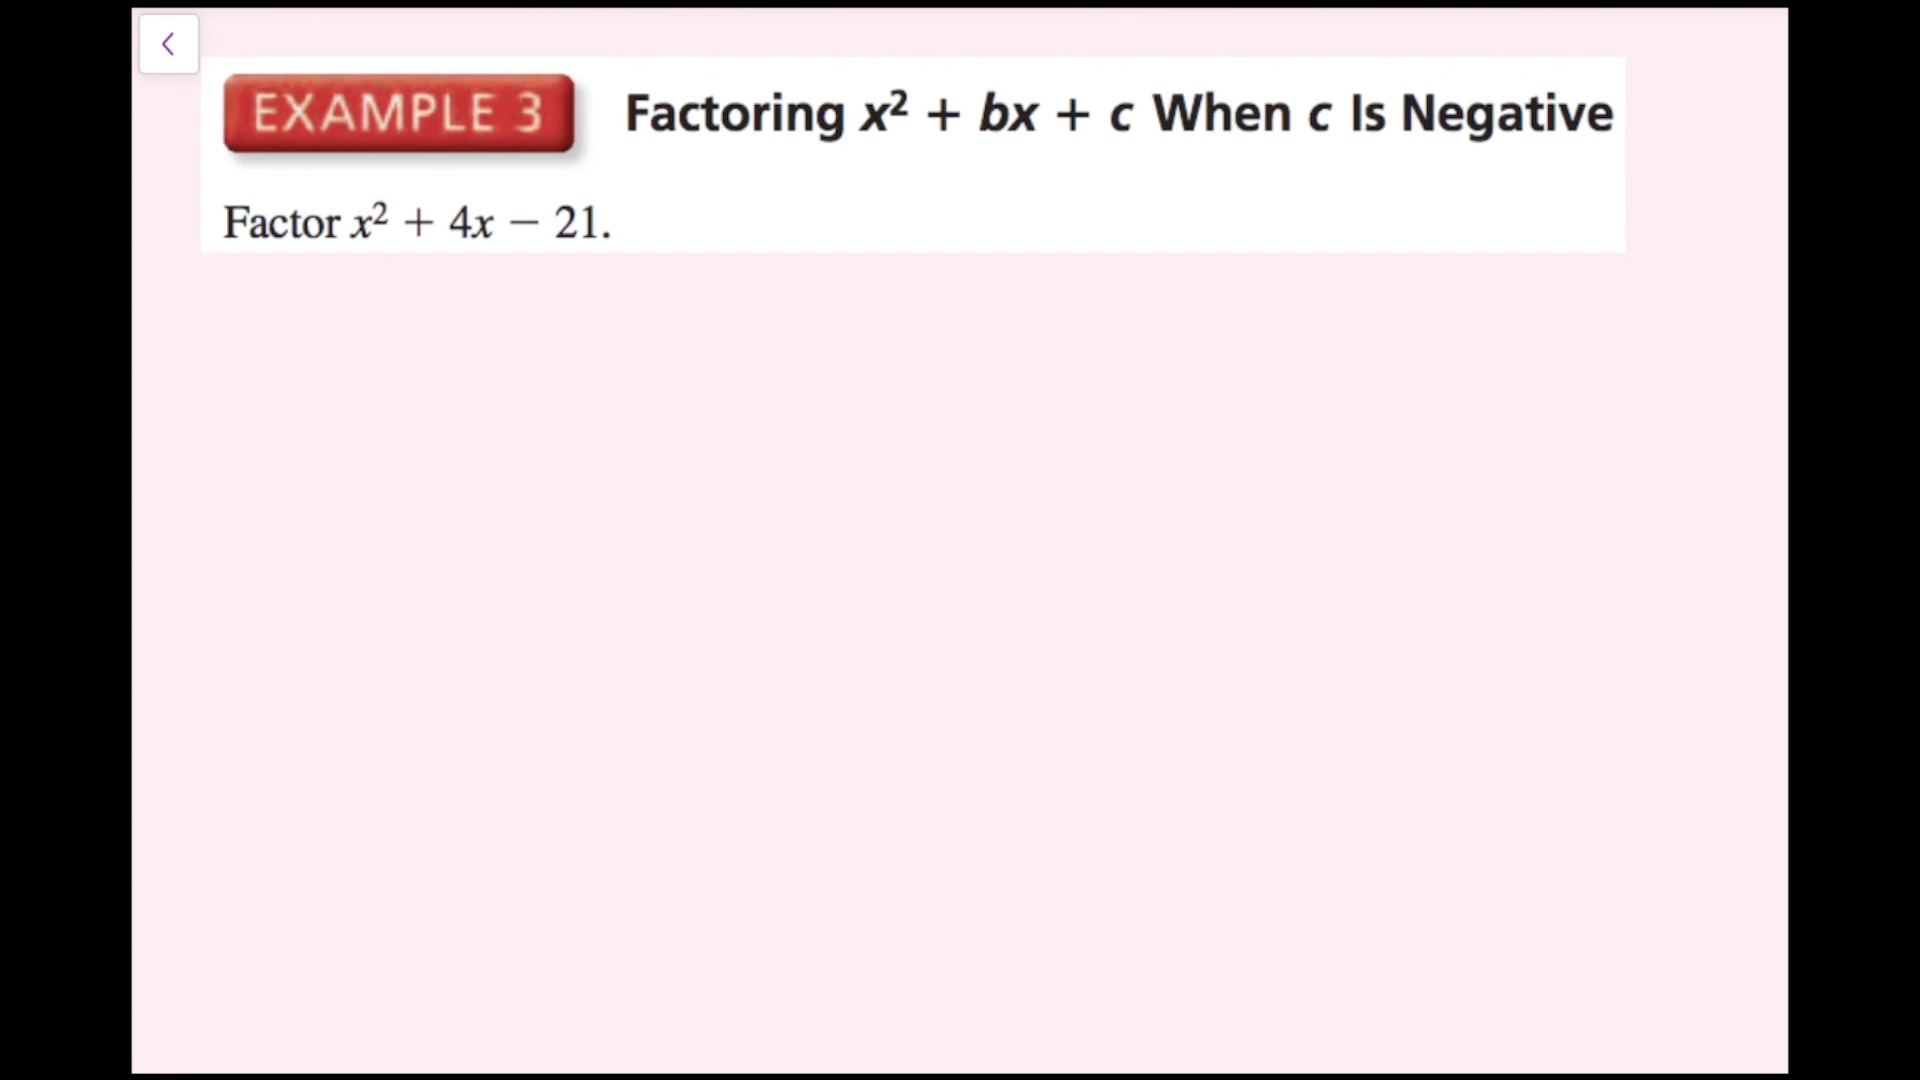 EXAMPLE 3 Factoring x² + bx + c When c Is Negative
Factor x² + 4x − 21.